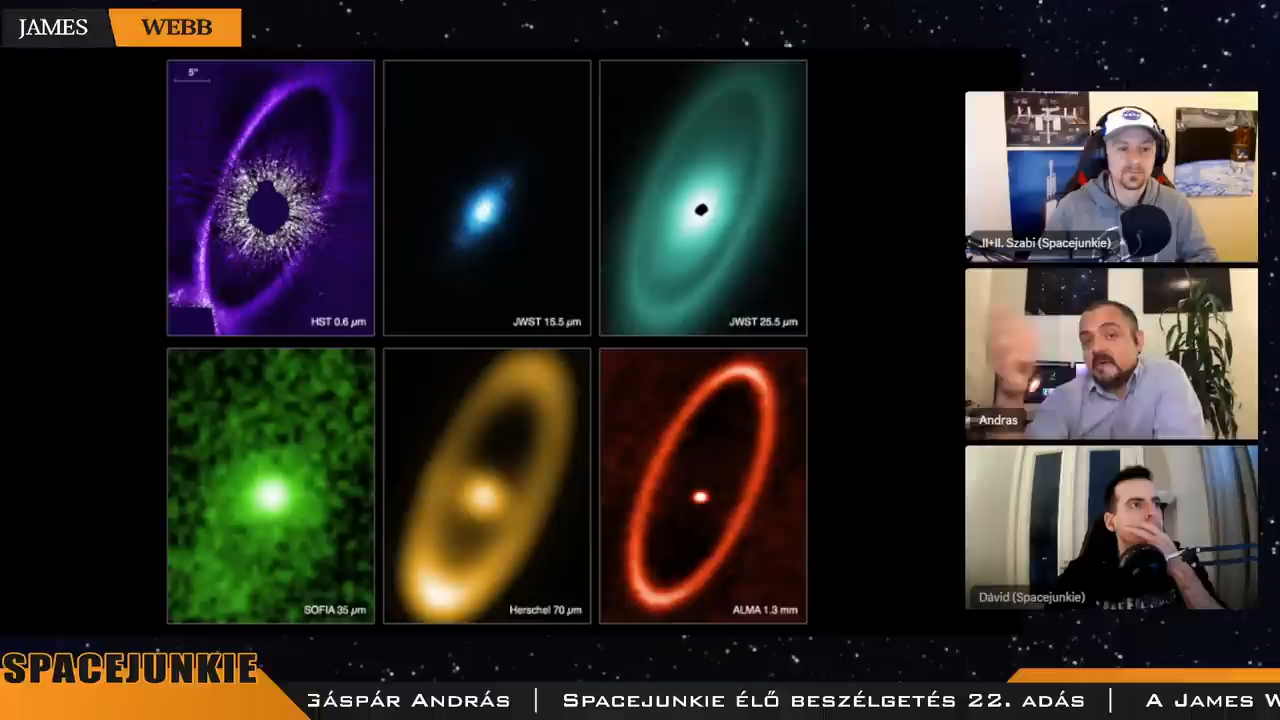 JAMES WEBB
5"
HST 0.6 µm
JWST 15.5 µm
JWST 25.5 µm
SOFIA 35 µm
Herschel 70 µm
ALMA 1.3 mm
.II+II. Szabi (Spacejunkie)
Andras
Dávid (Spacejunkie)
SPACEJUNKIE
GÁSPÁR ANDRÁS | SPACEJUNKIE ÉLŐ BESZÉLGETÉS 22. ADÁS | A JAMES W